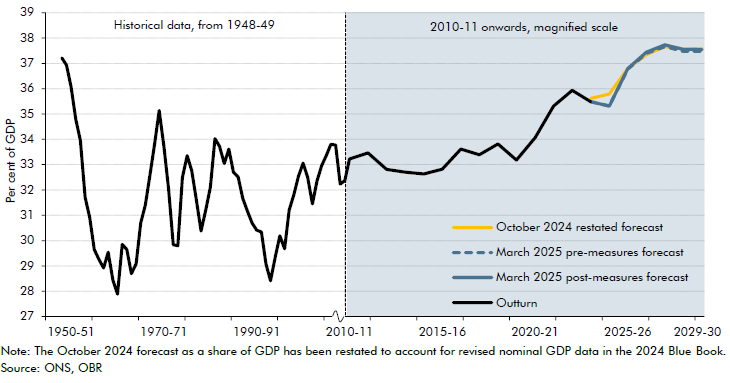 39
38
37
36
35
34
33
32
31
30
29
28
27
Per cent of GDP
Historical data, from 1948-49
2010-11 onwards, magnified scale
October 2024 restated forecast
March 2025 pre-measures forecast
March 2025 post-measures forecast
Outturn
1950-51 1970-71 1990-91 2010-11 2015-16 2020-21 2025-26 2029-30
Note: The October 2024 forecast as a share of GDP has been restated to account for revised nominal GDP data in the 2024 Blue Book.
Source: ONS, OBR